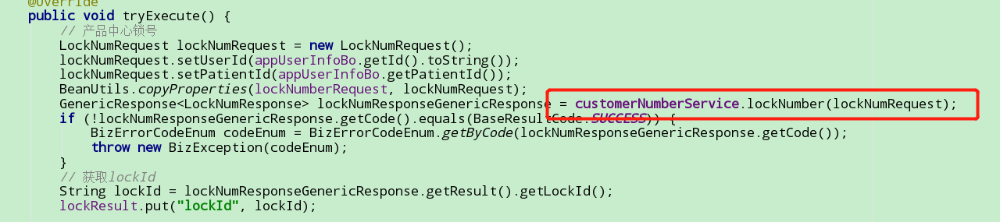 @Override
public void tryExecute() {
// 产品中心锁号
LockNumRequest lockNumRequest = new LockNumRequest();
lockNumRequest.setUserId(appUserInfoBo.getId().toString());
lockNumRequest.setPatientId(appUserInfoBo.getPatientId());
BeanUtils.copyProperties(lockNumberRequest, lockNumRequest);
GenericResponse<LockNumResponse> lockNumResponseGenericResponse = customerNumberService.lockNumber(lockNumRequest);
if (!lockNumResponseGenericResponse.getCode().equals(BaseResultCode.SUCCESS)) {
BizErrorCodeEnum codeEnum = BizErrorCodeEnum.getByCode(lockNumResponseGenericResponse.getCode());
throw new BizException(codeEnum);
}
// 获取lockId
String lockId = lockNumResponseGenericResponse.getResult().getLockId();
lockResult.put("lockId", lockId);